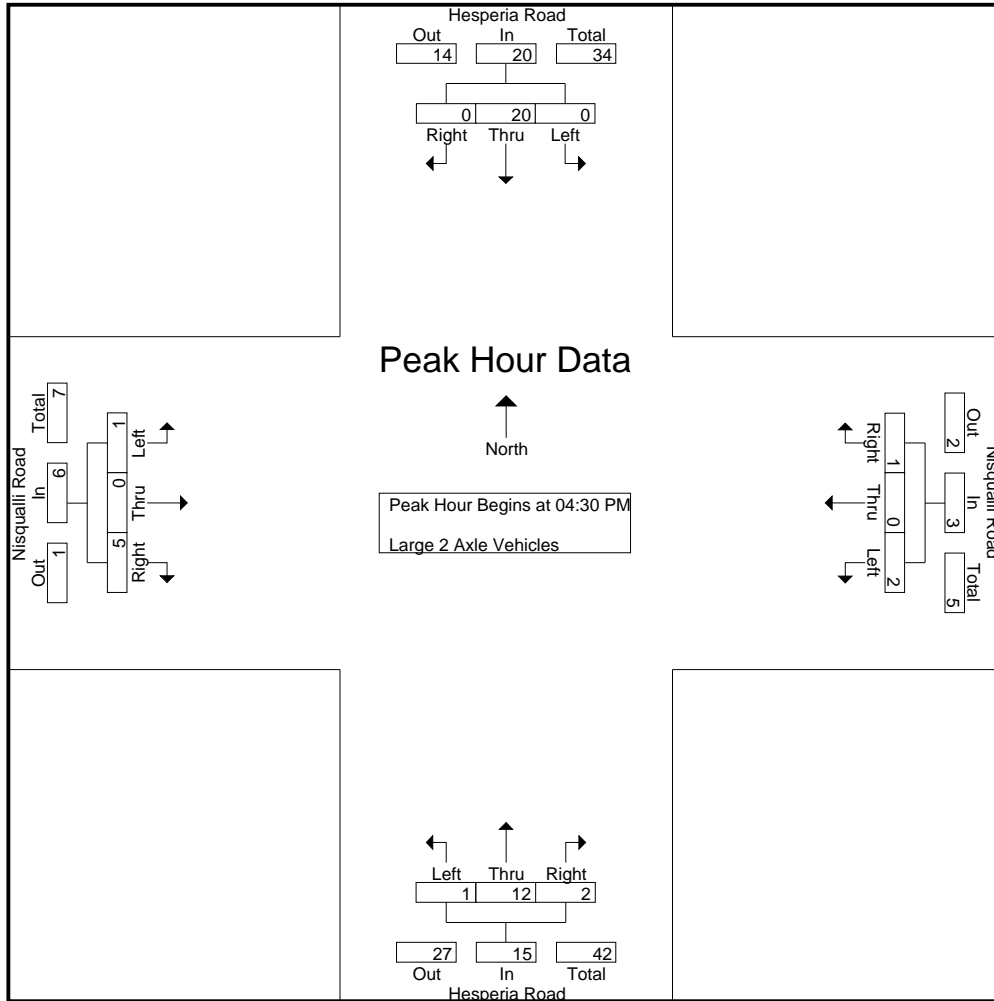 Hesperia Road
Out In Total
14 20 34
0 20 0
Right Thru Left
Peak Hour Data
North
Peak Hour Begins at 04:30 PM
Large 2 Axle Vehicles
Nisqualli Road
Total In Out
7 6 1
1 0 5
Left Thru Right
Nisqualli Road
Out In Total
2 3 5
1 0 2
Right Thru Left
Left Thru Right
1 12 2
27 15 42
Out In Total
Hesperia Road